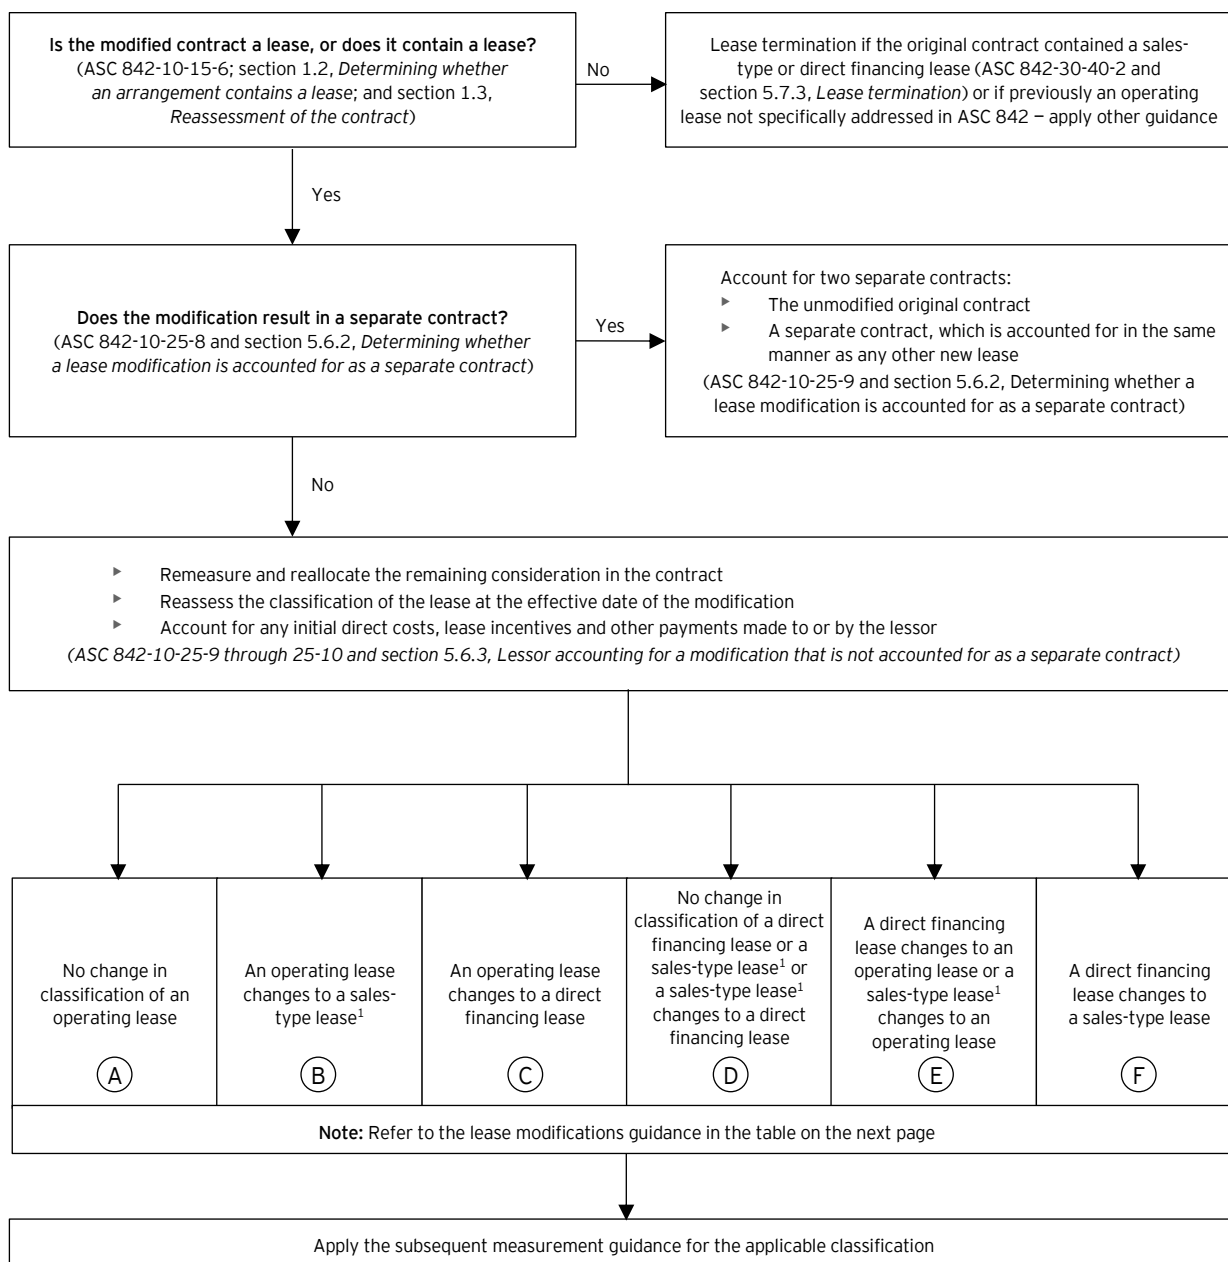 Is the modified contract a lease, or does it contain a lease?
(ASC 842-10-15-6; section 1.2, Determining whether
an arrangement contains a lease; and section 1.3,
Reassessment of the contract)
No
Lease termination if the original contract contained a sales-
type or direct financing lease (ASC 842-30-40-2 and
section 5.7.3, Lease termination) or if previously an operating
lease not specifically addressed in ASC 842 – apply other guidance
Yes
Does the modification result in a separate contract?
(ASC 842-10-25-8 and section 5.6.2, Determining whether
a lease modification is accounted for as a separate contract)
Yes
Account for two separate contracts:
► The unmodified original contract
► A separate contract, which is accounted for in the same
manner as any other new lease
(ASC 842-10-25-9 and section 5.6.2, Determining whether a
lease modification is accounted for as a separate contract)
No
► Remeasure and reallocate the remaining consideration in the contract
► Reassess the classification of the lease at the effective date of the modification
► Account for any initial direct costs, lease incentives and other payments made to or by the lessor
(ASC 842-10-25-9 through 25-10 and section 5.6.3, Lessor accounting for a modification that is not accounted for as a separate contract)
No change in
classification of an
operating lease
A
An operating lease
changes to a sales-
type lease¹
B
An operating lease
changes to a direct
financing lease
C
No change in
classification of a direct
financing lease or a
sales-type lease¹ or
a sales-type lease¹
changes to a direct
financing lease
D
A direct financing
lease changes to an
operating lease or a
sales-type lease¹
changes to an
operating lease
E
A direct financing
lease changes to
a sales-type lease
F
Note: Refer to the lease modifications guidance in the table on the next page
Apply the subsequent measurement guidance for the applicable classification